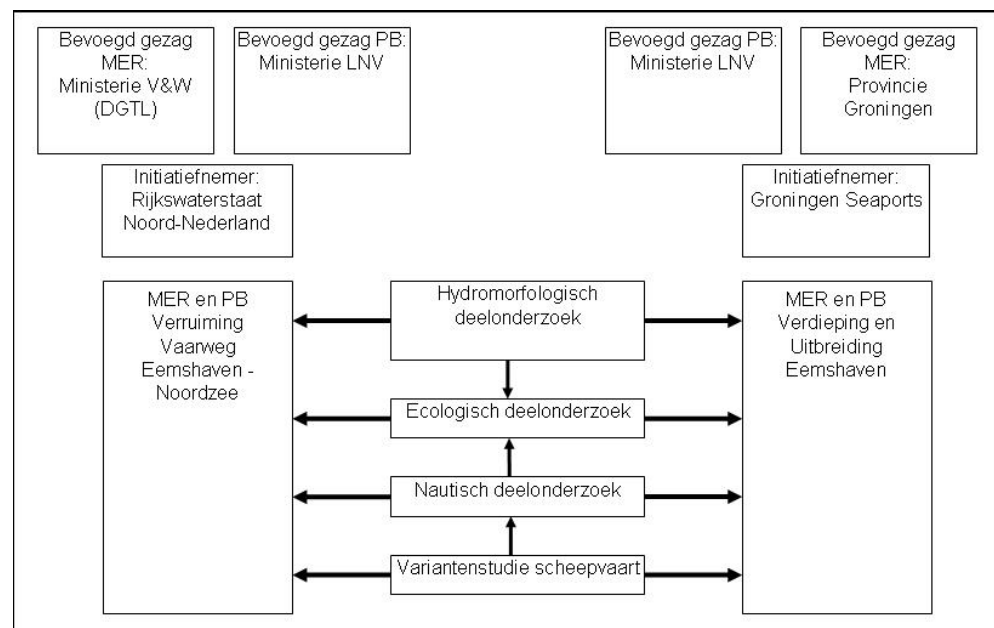 Bevoegd gezag
MER:
Ministerie V&W
(DGTL)
Bevoegd gezag PB:
Ministerie LNV
Bevoegd gezag PB:
Ministerie LNV
Bevoegd gezag
MER:
Provincie
Groningen
Initiatiefnemer:
Rijkswaterstaat
Noord-Nederland
Initiatiefnemer:
Groningen Seaports
MER en PB
Verruiming
Vaarweg
Eemshaven -
Noordzee
Hydromorfologisch
deelonderzoek
Ecologisch deelonderzoek
Nautisch deelonderzoek
Variantenstudie scheepvaart
MER en PB
Verdieping en
Uitbreiding
Eemshaven